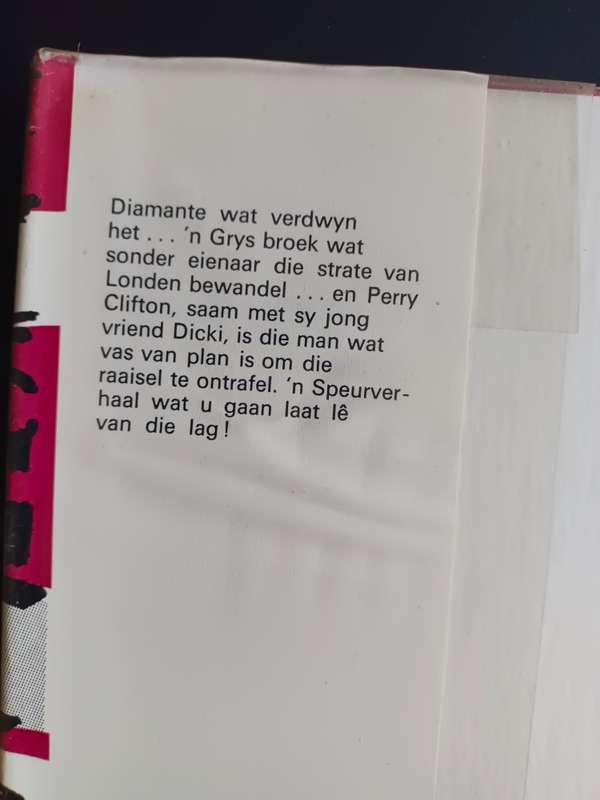 Diamante wat verdwyn
het ... 'n Grys broek wat
sonder eienaar die strate van
Londen bewandel ... en Perry
Clifton, saam met sy jong
vriend Dicki, is die man wat
vas van plan is om die
raaisel te ontrafel. 'n Speurver-
haal wat u gaan laat lê
van die lag!